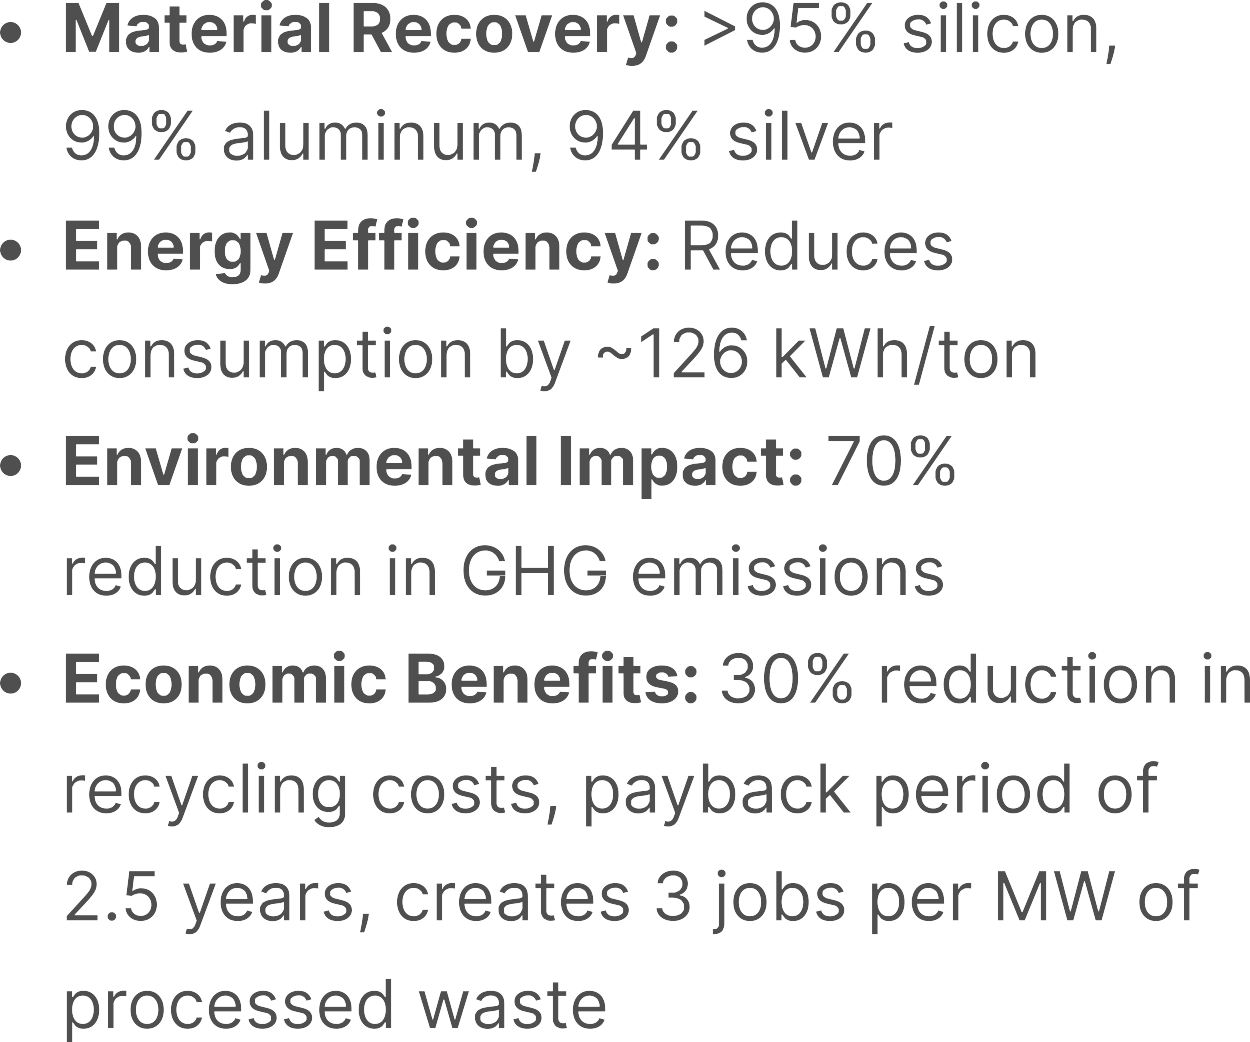 • Material Recovery: >95% silicon,
99% aluminum, 94% silver
• Energy Efficiency: Reduces
consumption by ~126 kWh/ton
• Environmental Impact: 70%
reduction in GHG emissions
• Economic Benefits: 30% reduction in
recycling costs, payback period of
2.5 years, creates 3 jobs per MW of
processed waste